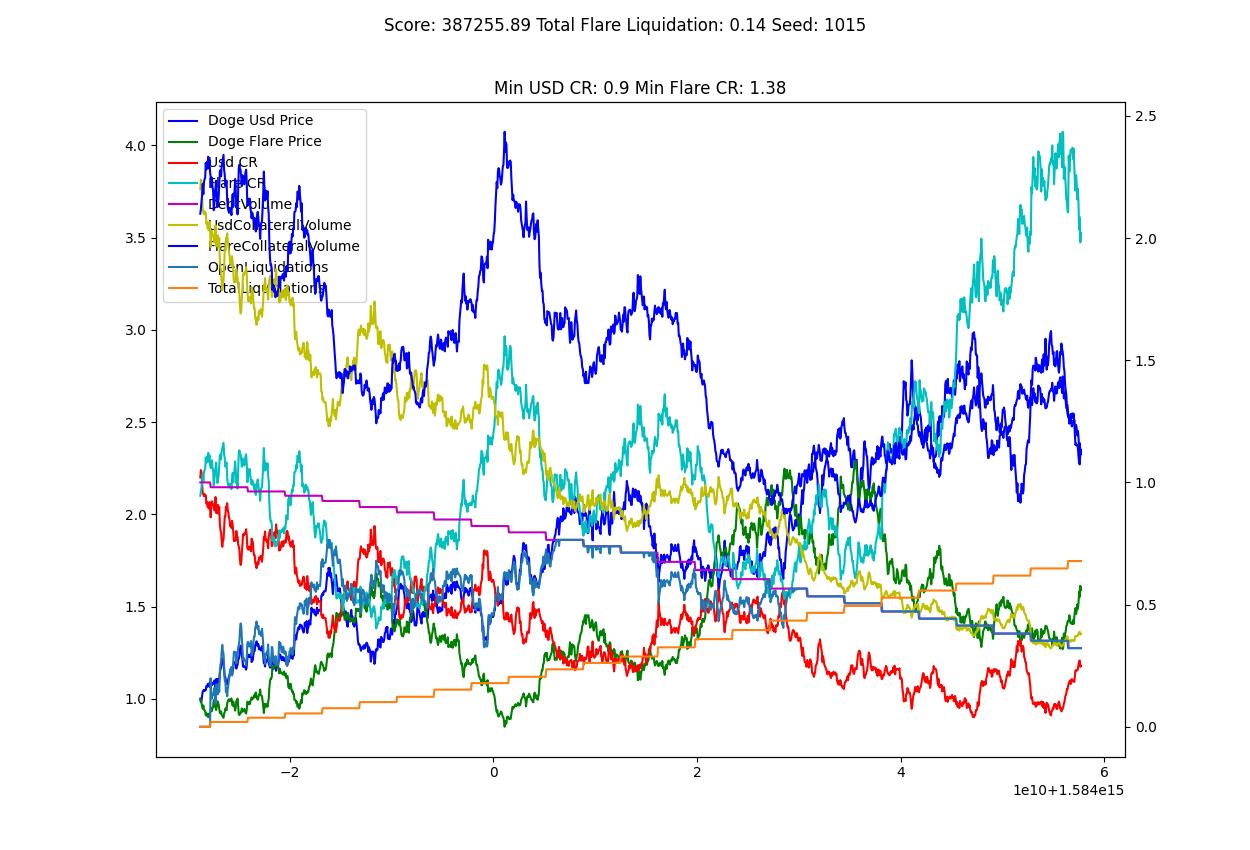 Score: 387255.89 Total Flare Liquidation: 0.14 Seed: 1015
Min USD CR: 0.9 Min Flare CR: 1.38
Doge Usd Price
Doge Flare Price
Usd CR
Flare CR
DebtVolume
UsdCollateralVolume
FlareCollateralVolume
OpenLiquidations
TotalLiquidations
4.0
3.5
3.0
2.5
2.0
1.5
1.0
2.5
2.0
1.5
1.0
0.5
0.0
−2 0 2 4 6
1e10+1.584e15